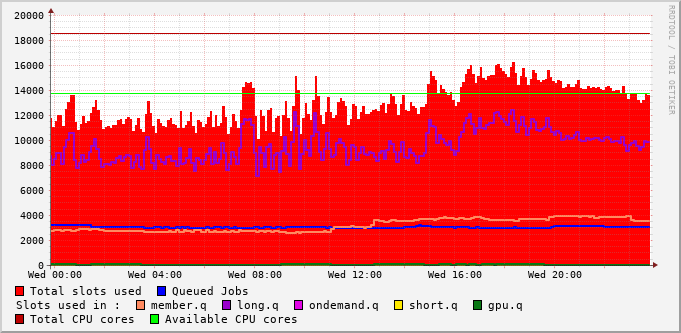 20000
18000
16000
14000
12000
10000
8000
6000
4000
2000
0
Wed 00:00 Wed 04:00 Wed 08:00 Wed 12:00 Wed 16:00 Wed 20:00
RRDTOOL / TOBI OETIKER
Total slots used Queued Jobs
Slots used in : member.q long.q ondemand.q short.q gpu.q
Total CPU cores Available CPU cores